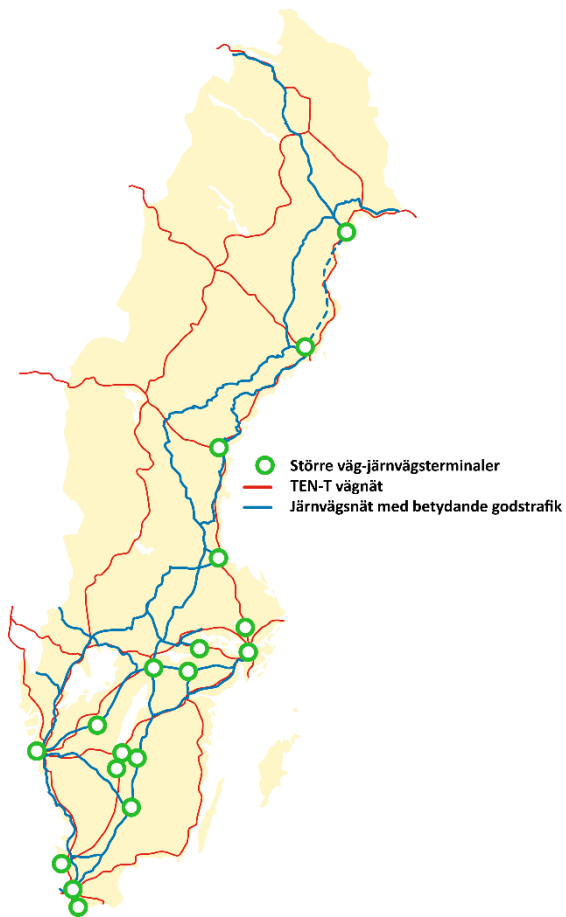 Större väg-järnvägsterminaler
TEN-T vägnät
Järnvägsnät med betydande godstrafik